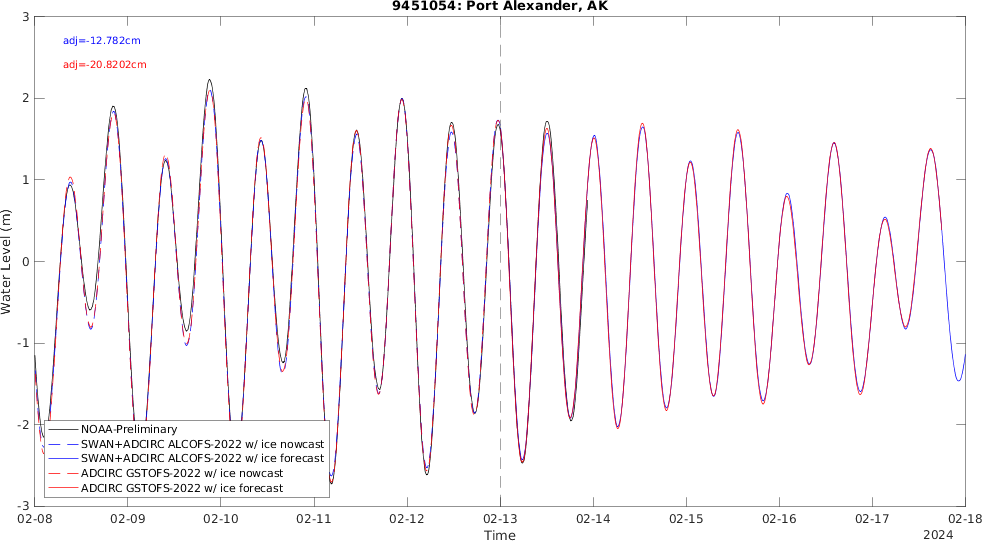 9451054: Port Alexander, AK
adj=-12.782cm
adj=-20.8202cm
Water Level (m)
3
2
1
0
-1
-2
-3
NOAA-Preliminary
SWAN+ADCIRC ALCOFS-2022 w/ ice nowcast
SWAN+ADCIRC ALCOFS-2022 w/ ice forecast
ADCIRC GSTOFS-2022 w/ ice nowcast
ADCIRC GSTOFS-2022 w/ ice forecast
02-08 02-09 02-10 02-11 02-12 02-13 02-14 02-15 02-16 02-17 02-18
Time
2024